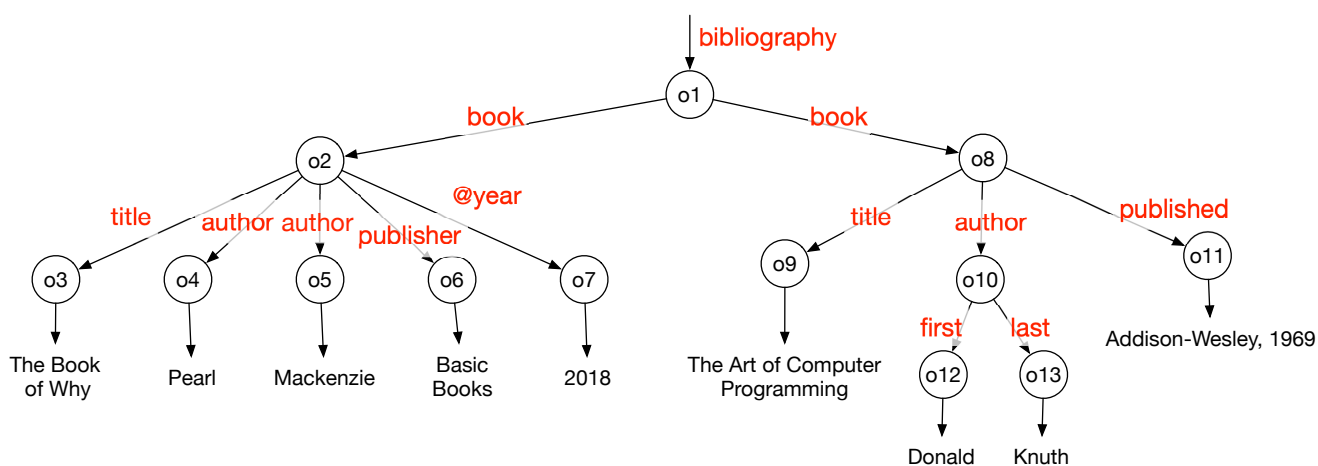 bibliography
o1
book
book
o2
o8
@year
title
author
author
publisher
title
author
published
o3
o4
o5
o6
o7
o9
o10
o11
first
last
The Book
of Why
Pearl
Mackenzie
Basic
Books
2018
The Art of Computer
Programming
o12
o13
Addison-Wesley, 1969
Donald
Knuth